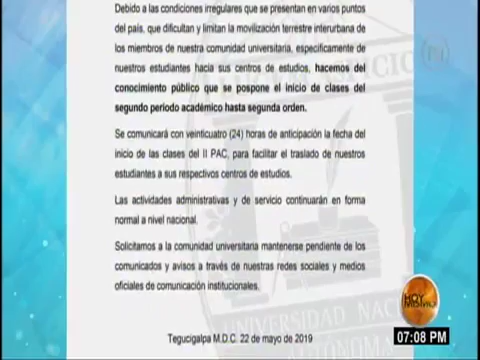 Debido a las condiciones irregulares que se presentan en varios puntos
del país, que dificultan y limitan la movilización terrestre interurbana de
los miembros de nuestra comunidad universitaria, específicamente de
nuestros estudiantes hacia sus centros de estudios, hacemos del
conocimiento público que se pospone el inicio de clases del
segundo periodo académico hasta segunda orden.
Se comunicará con veinticuatro (24) horas de anticipación la fecha del
inicio de las clases del II PAC, para facilitar el traslado de nuestros
estudiantes a sus respectivos centros de estudios.
Las actividades administrativas y de servicio continuarán en forma
normal a nivel nacional.
Solicitamos a la comunidad universitaria mantenerse pendiente de los
comunicados y avisos a través de nuestras redes sociales y medios
oficiales de comunicación institucionales.
Tegucigalpa M.D.C. 22 de mayo de 2019
HOY
MISMO
07:08 PM
UNIVERSIDAD NACIONAL
AUTÓNOMA